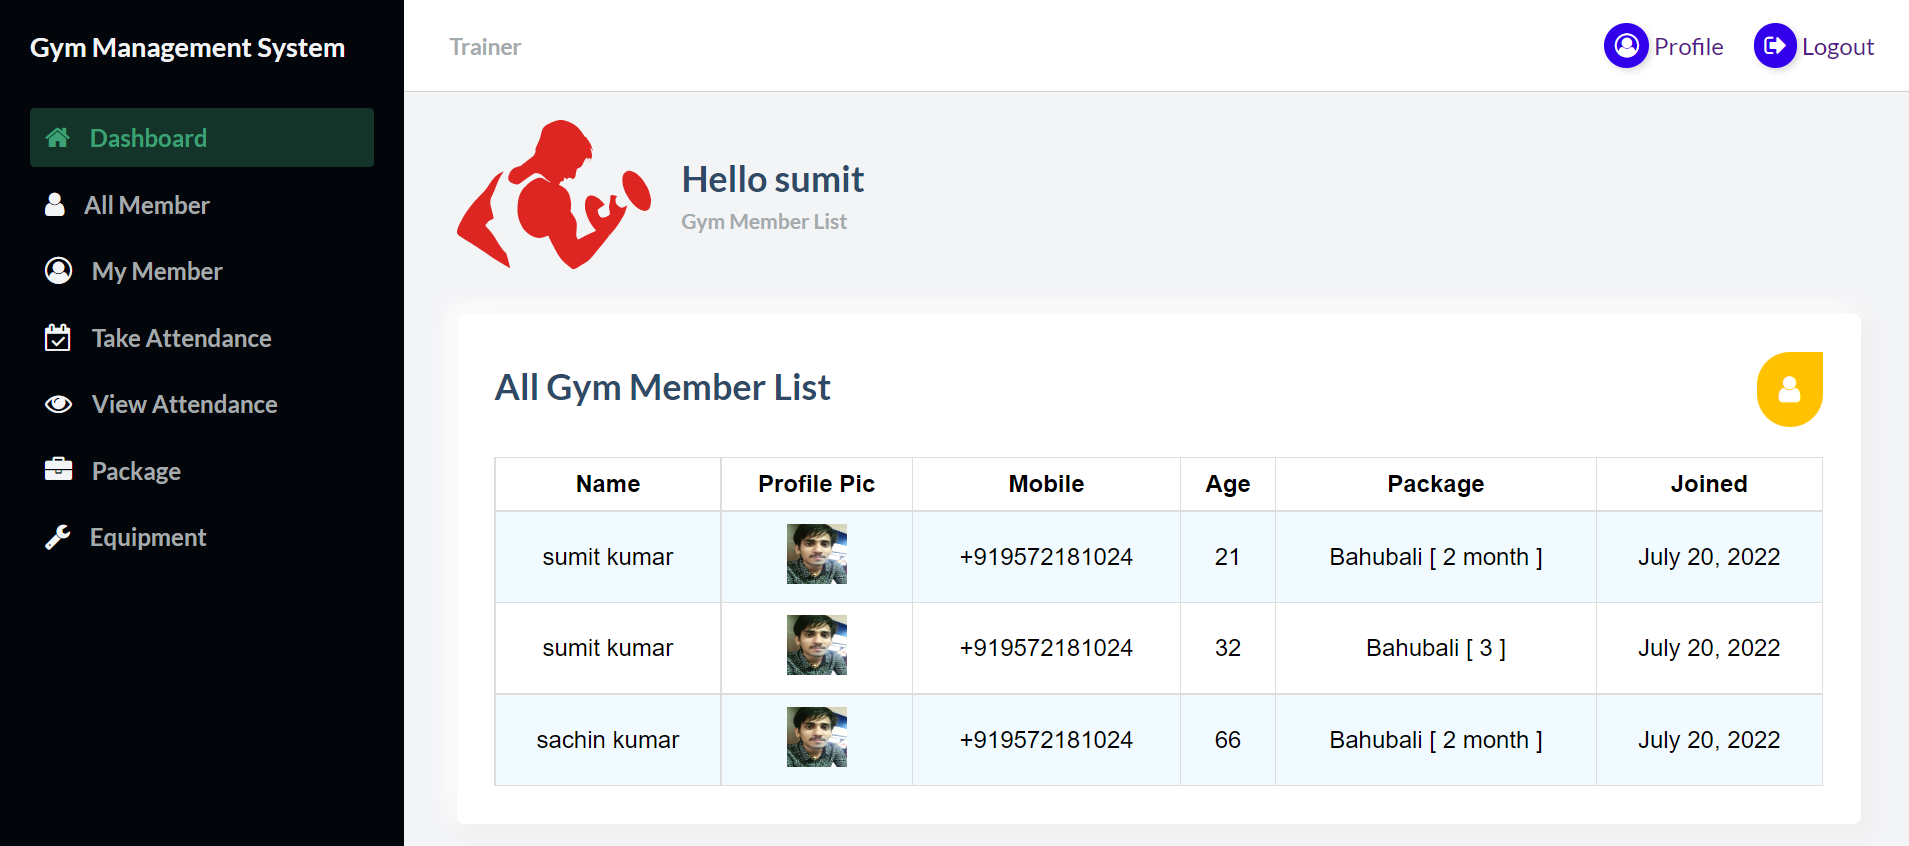 Gym Management System
Trainer
Profile
Logout
Dashboard
All Member
My Member
Take Attendance
View Attendance
Package
Equipment
Hello sumit
Gym Member List
All Gym Member List
Name Profile Pic Mobile Age Package Joined
sumit kumar +919572181024 21 Bahubali [ 2 month ] July 20, 2022
sumit kumar +919572181024 32 Bahubali [ 3 ] July 20, 2022
sachin kumar +919572181024 66 Bahubali [ 2 month ] July 20, 2022